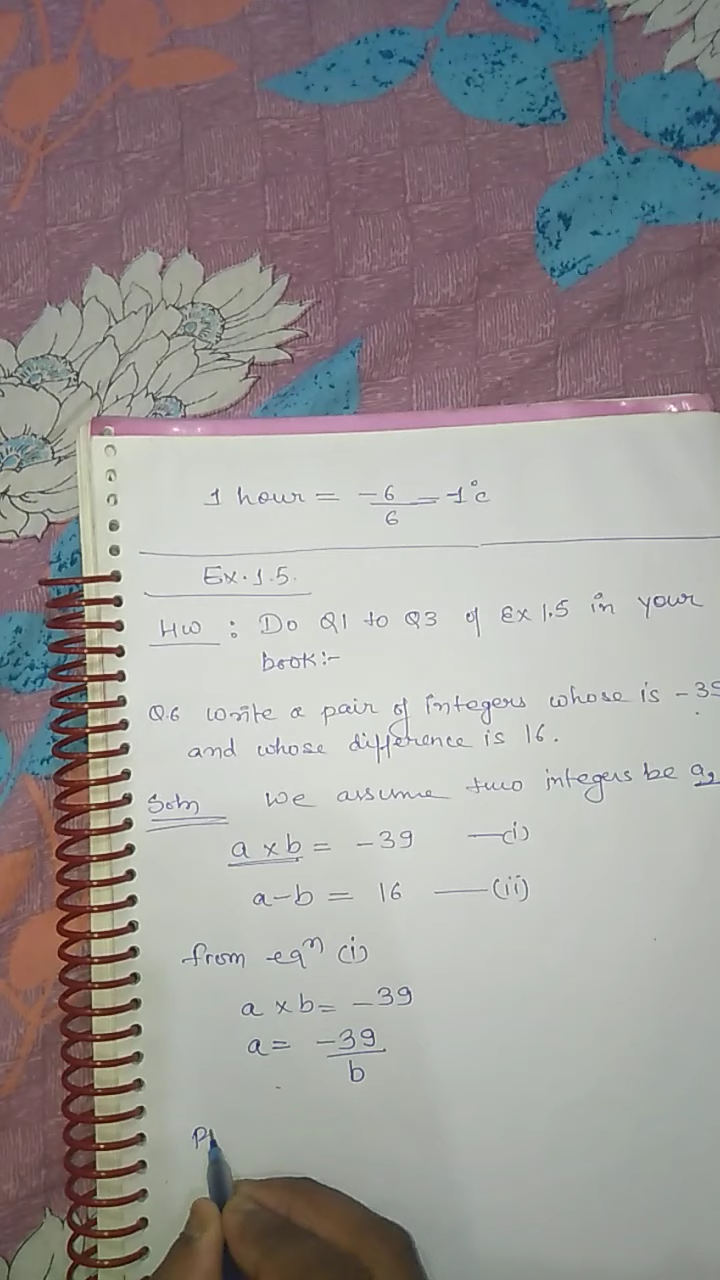 1 hour = -6/6 = -1°c
Ex. 1.5.
HW : Do Q1 to Q3 of Ex 1.5 in your
book:-
Q.6 Write a pair of integers whose is -39
and whose difference is 16.
Soln We assume two integers be a,
a x b = -39 —(i)
a-b = 16 —(ii)
from eqn (i)
a x b = -39
a = -39/b
P